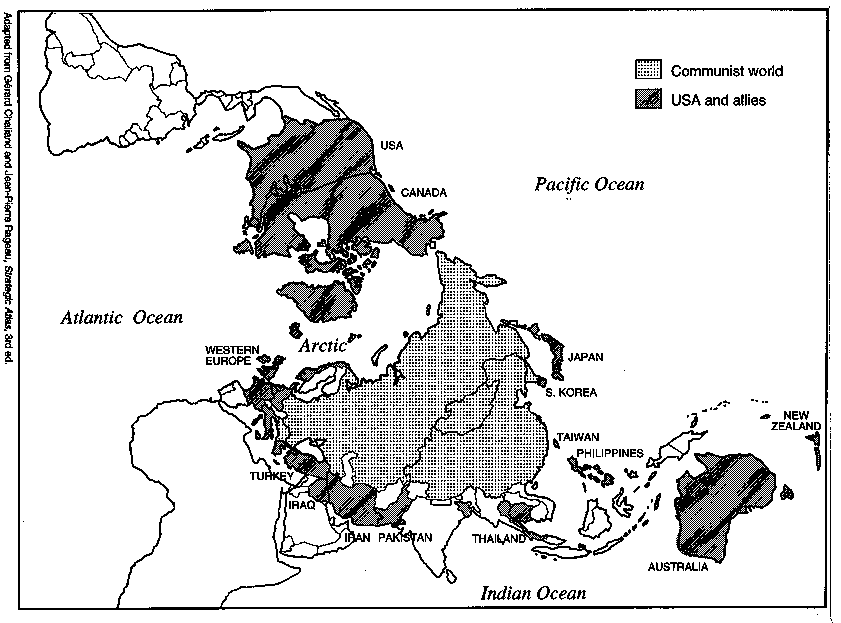 Adapted from Gérard Chaliand and Jean-Pierre Rageau, Strategic Atlas, 3rd ed.
Communist world
USA and allies
USA
Pacific Ocean
CANADA
Atlantic Ocean
Arctic
WESTERN
EUROPE
JAPAN
S. KOREA
NEW
ZEALAND
TAIWAN
PHILIPPINES
TURKEY
IRAQ
IRAN
PAKISTAN
THAILAND
AUSTRALIA
Indian Ocean